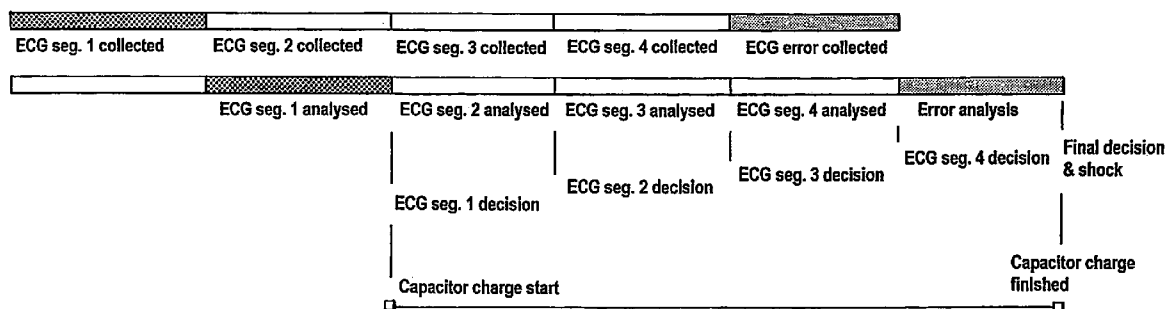 ECG seg. 1 collected
ECG seg. 2 collected
ECG seg. 3 collected
ECG seg. 4 collected
ECG error collected
ECG seg. 1 analysed
ECG seg. 2 analysed
ECG seg. 3 analysed
ECG seg. 4 analysed
Error analysis
ECG seg. 1 decision
ECG seg. 2 decision
ECG seg. 3 decision
ECG seg. 4 decision
Final decision
& shock
Capacitor charge start
Capacitor charge
finished